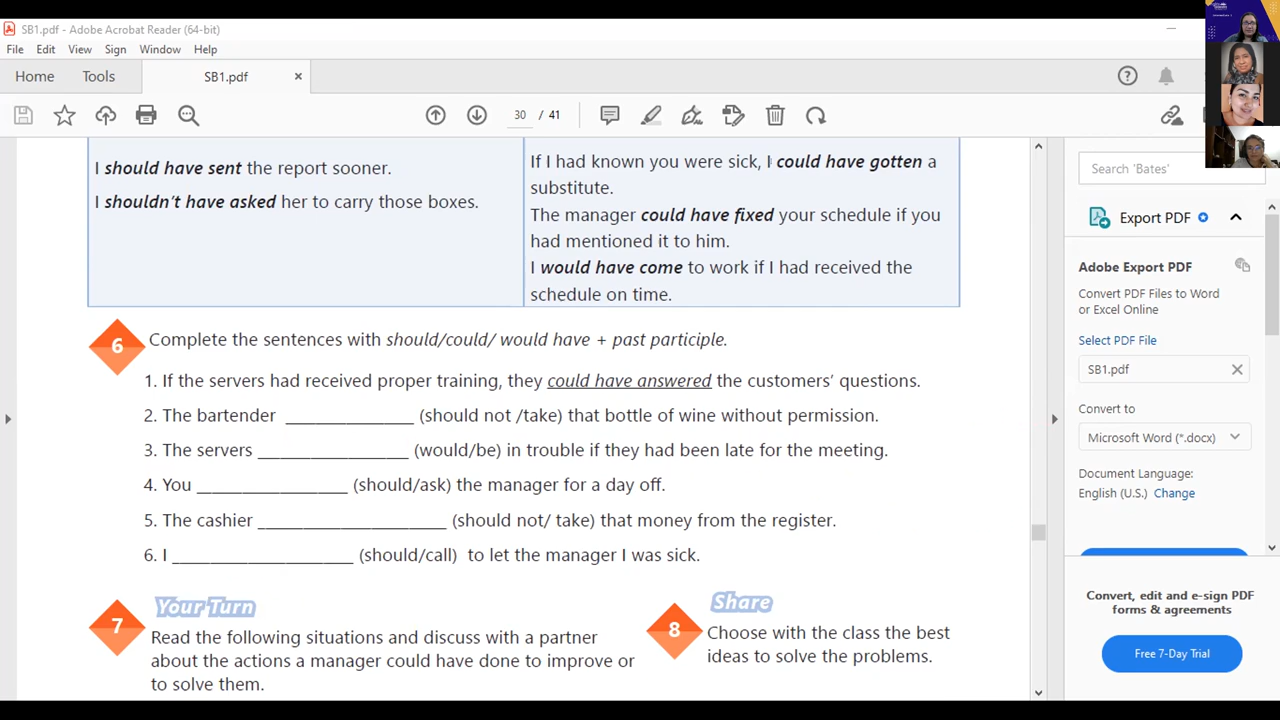 SB1.pdf - Adobe Acrobat Reader (64-bit)
File Edit View Sign Window Help
Home Tools SB1.pdf ×
30 / 41
I should have sent the report sooner.
I shouldn't have asked her to carry those boxes.
If I had known you were sick, I could have gotten a
substitute.
The manager could have fixed your schedule if you
had mentioned it to him.
I would have come to work if I had received the
schedule on time.
6 Complete the sentences with should/could/ would have + past participle.
1. If the servers had received proper training, they could have answered the customers' questions.
2. The bartender ______________ (should not /take) that bottle of wine without permission.
3. The servers _________________ (would/be) in trouble if they had been late for the meeting.
4. You _________________ (should/ask) the manager for a day off.
5. The cashier _____________________ (should not/ take) that money from the register.
6. I ____________________ (should/call) to let the manager I was sick.
7 Your Turn
Read the following situations and discuss with a partner
about the actions a manager could have done to improve or
to solve them.
8 Share
Choose with the class the best
ideas to solve the problems.
Search 'Bates'
Export PDF
Adobe Export PDF
Convert PDF Files to Word
or Excel Online
Select PDF File
SB1.pdf
Convert to
Microsoft Word (*.docx)
Document Language:
English (U.S.) Change
Convert, edit and e-sign PDF
forms & agreements
Free 7-Day Trial